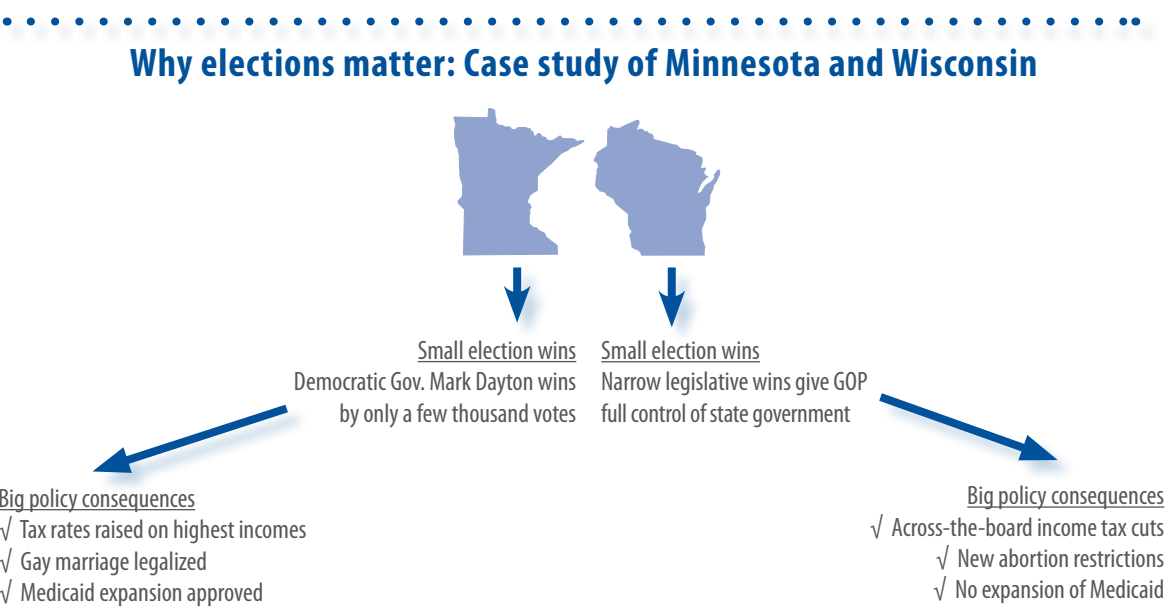 Why elections matter: Case study of Minnesota and Wisconsin
Small election wins
Democratic Gov. Mark Dayton wins
by only a few thousand votes
Small election wins
Narrow legislative wins give GOP
full control of state government
Big policy consequences
√ Tax rates raised on highest incomes
√ Gay marriage legalized
√ Medicaid expansion approved
Big policy consequences
√ Across-the-board income tax cuts
√ New abortion restrictions
√ No expansion of Medicaid